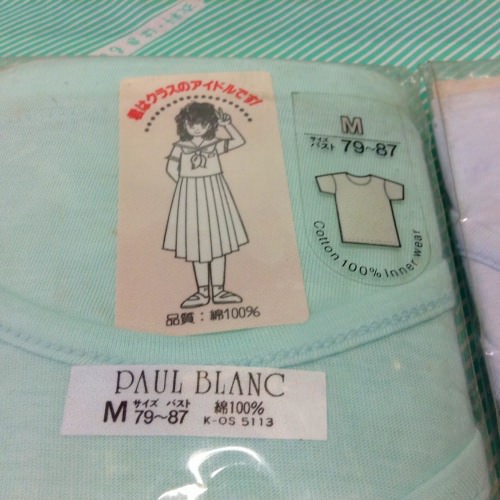 君はクラスのアイドルです!
品質：綿100%
M
サイズ
バスト 79~87
Cotton 100% Inner wear
PAUL BLANC
M サイズ バスト 79~87 綿100%
K-OS 5113